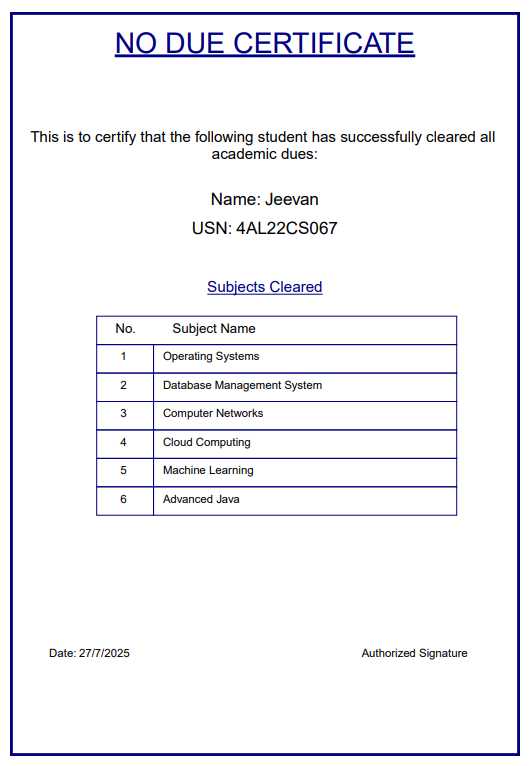 NO DUE CERTIFICATE
This is to certify that the following student has successfully cleared all
academic dues:
Name: Jeevan
USN: 4AL22CS067
Subjects Cleared
No. Subject Name
1 Operating Systems
2 Database Management System
3 Computer Networks
4 Cloud Computing
5 Machine Learning
6 Advanced Java
Date: 27/7/2025 Authorized Signature